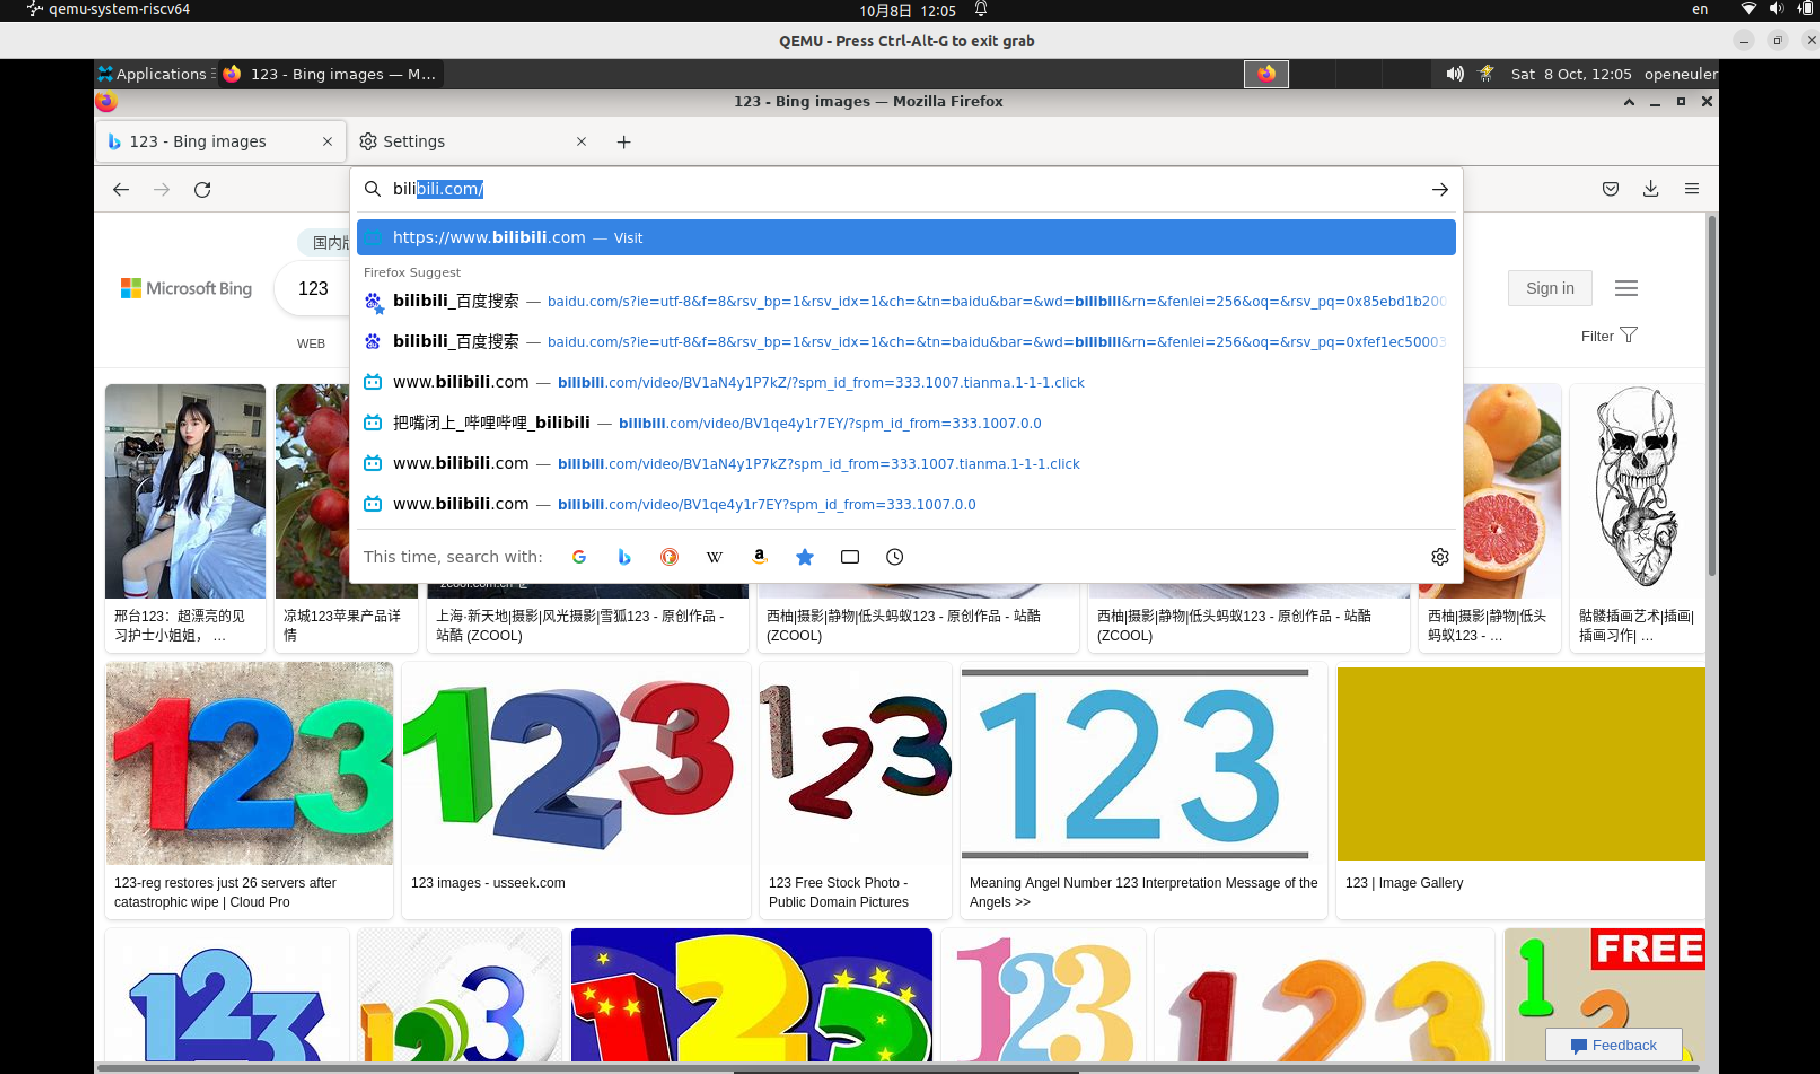 qemu-system-riscv64
10月8日 12:05
en
QEMU - Press Ctrl-Alt-G to exit grab
Applications
123 - Bing images — M...
Sat 8 Oct, 12:05
openeuler
123 - Bing images — Mozilla Firefox
123 - Bing images
Settings
bilibili.com/
https://www.bilibili.com — Visit
国内
Microsoft Bing
123
Sign in
Firefox Suggest
bilibili_百度搜索 — baidu.com/s?ie=utf-8&f=8&rsv_bp=1&rsv_idx=1&ch=&tn=baidu&bar=&wd=bilibili&rn=&fenlei=256&oq=&rsv_pq=0x85ebd1b200
WEB
Filter
bilibili_百度搜索 — baidu.com/s?ie=utf-8&f=8&rsv_bp=1&rsv_idx=1&ch=&tn=baidu&bar=&wd=bilibili&rn=&fenlei=256&oq=&rsv_pq=0xfef1ec50003
www.bilibili.com — bilibili.com/video/BV1aN4y1P7kZ/?spm_id_from=333.1007.tianma.1-1-1.click
把嘴闭上_哔哩哔哩_bilibili — bilibili.com/video/BV1qe4y1r7EY/?spm_id_from=333.1007.0.0
www.bilibili.com — bilibili.com/video/BV1aN4y1P7kZ?spm_id_from=333.1007.tianma.1-1-1.click
www.bilibili.com — bilibili.com/video/BV1qe4y1r7EY?spm_id_from=333.1007.0.0
This time, search with:
邢台123：超漂亮的见
习护士小姐姐， ...
凉城123苹果产品详
情
上海·新天地|摄影|风光摄影|雪狐123 - 原创作品 -
站酷 (ZCOOL)
西柚|摄影|静物|低头蚂蚁123 - 原创作品 - 站酷
(ZCOOL)
西柚|摄影|静物|低头蚂蚁123 - 原创作品 - 站酷
(ZCOOL)
西柚|摄影|静物|低头
蚂蚁123 - ...
骷髅插画艺术|插画|
插画习作| ...
123
123
123
123
123-reg restores just 26 servers after
catastrophic wipe | Cloud Pro
123 images - usseek.com
123 Free Stock Photo -
Public Domain Pictures
Meaning Angel Number 123 Interpretation Message of the
Angels >>
123 | Image Gallery
123
123
123
123
123
FREE
1
2
Feedback